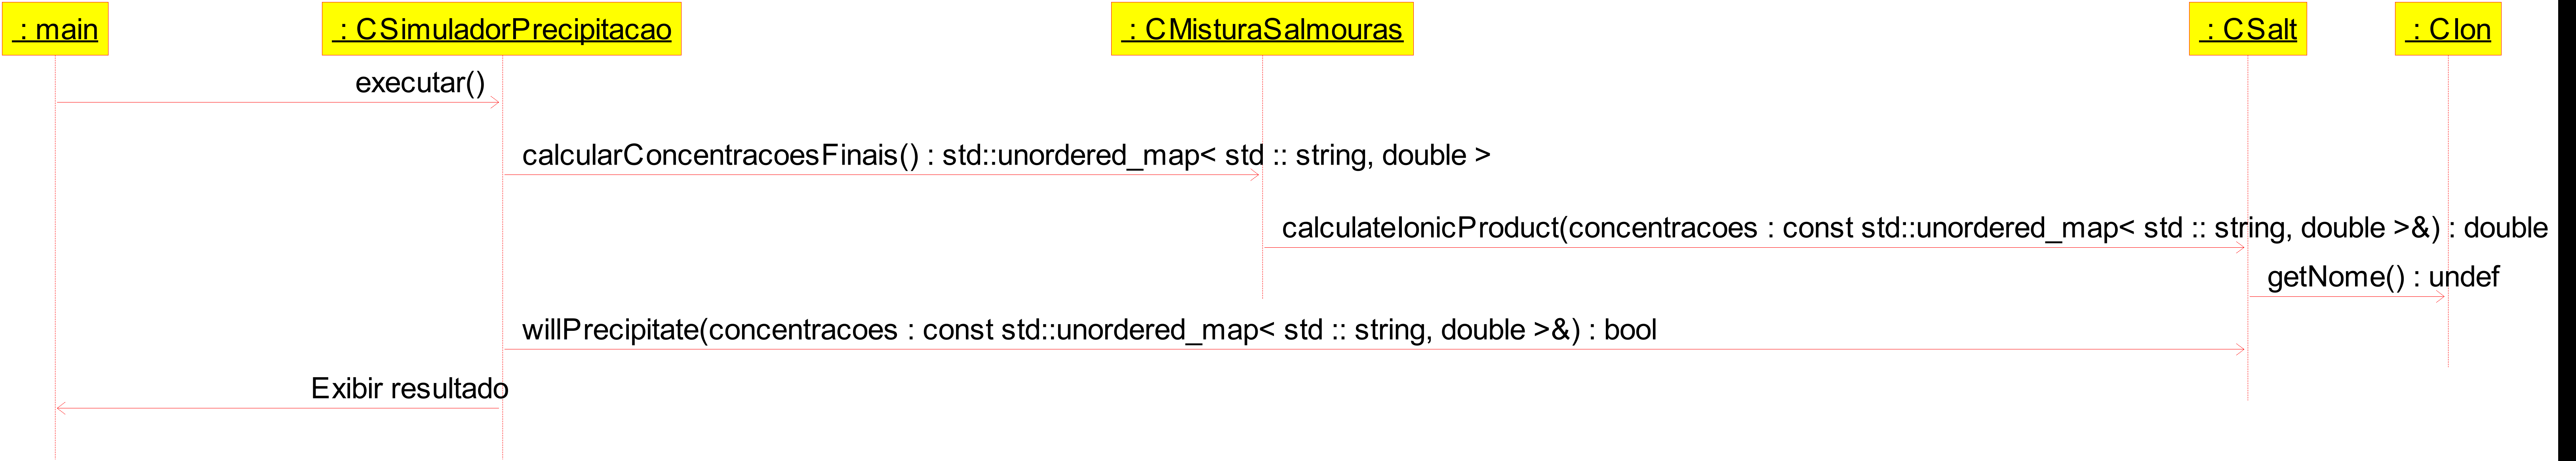 : main
: CSimuladorPrecipitacao
: CMisturaSalmouras
: CSalt
: CIon
executar()
calcularConcentracoesFinais() : std::unordered_map< std :: string, double >
calculateIonicProduct(concentracoes : const std::unordered_map< std :: string, double >&) : double
getNome() : undef
willPrecipitate(concentracoes : const std::unordered_map< std :: string, double >&) : bool
Exibir resultado